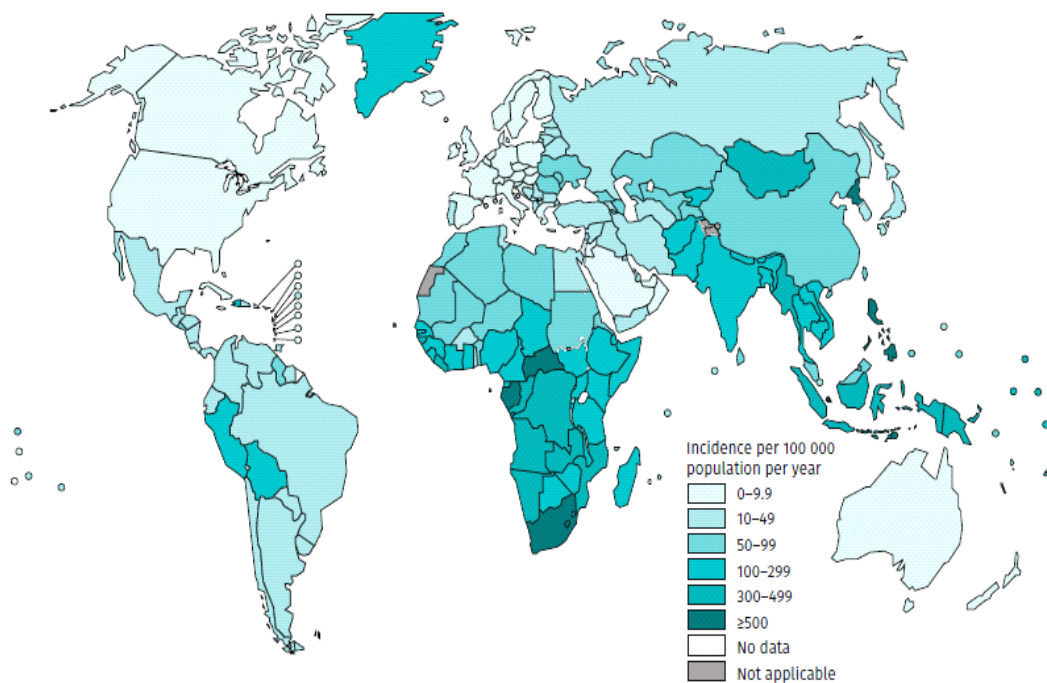 Incidence per 100 000
population per year
0–9.9
10–49
50–99
100–299
300–499
≥500
No data
Not applicable